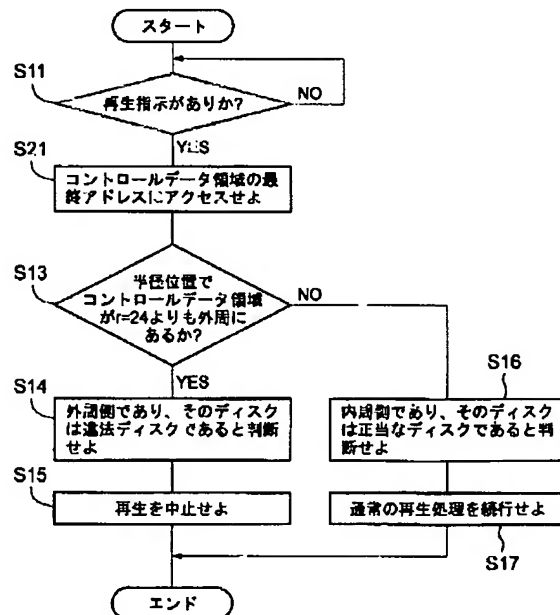 スタート
S11
再生指示がありか?
NO
YES
S21
コントロールデータ領域の最
終アドレスにアクセスせよ
S13
半径位置で
コントロールデータ領域
がr=24よりも外周に
あるか?
NO
YES
S14
外周側であり、そのディスク
は違法ディスクであると判断
せよ
S16
内周側であり、そのディスク
は正当なディスクであると判
断せよ
S15
再生を中止せよ
通常の再生処理を続行せよ
S17
エンド